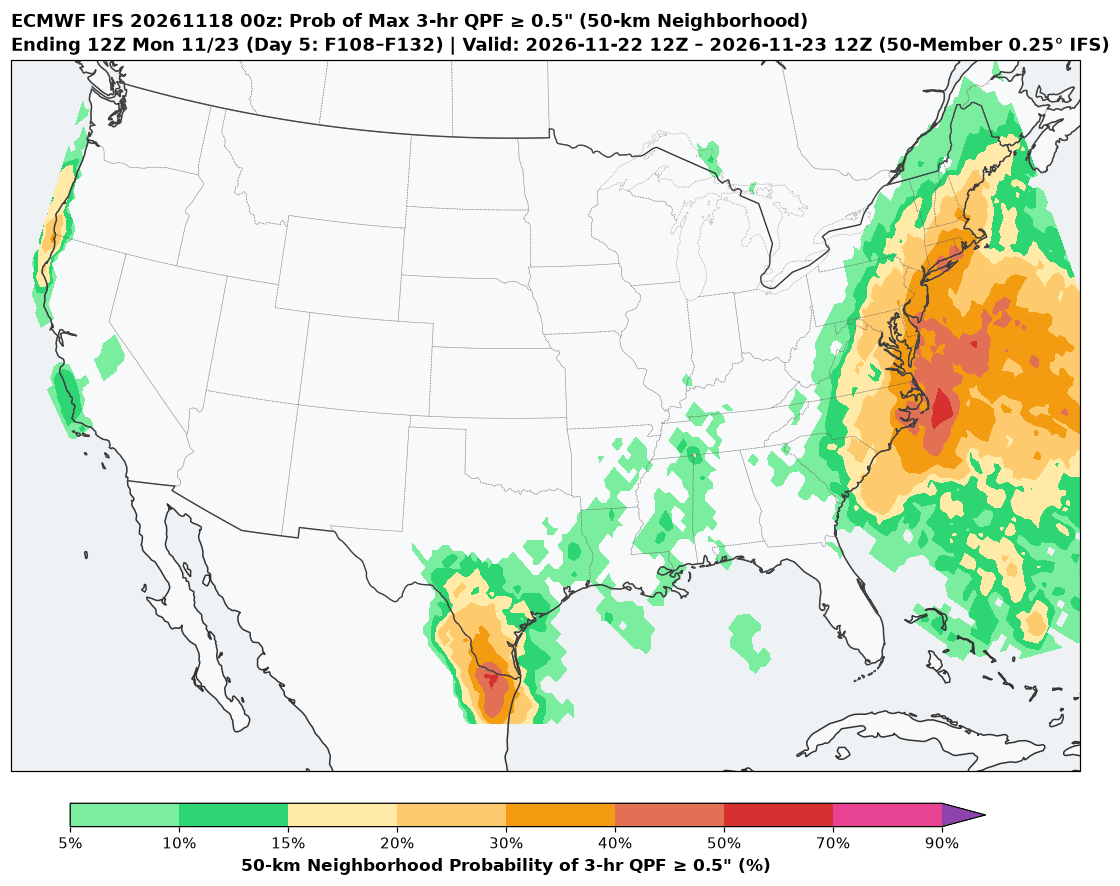 ECMWF IFS 20261118 00z: Prob of Max 3-hr QPF ≥ 0.5" (50-km Neighborhood)
Ending 12Z Mon 11/23 (Day 5: F108–F132) | Valid: 2026-11-22 12Z – 2026-11-23 12Z (50-Member 0.25° IFS)
5% 10% 15% 20% 30% 40% 50% 70% 90%
50-km Neighborhood Probability of 3-hr QPF ≥ 0.5" (%)